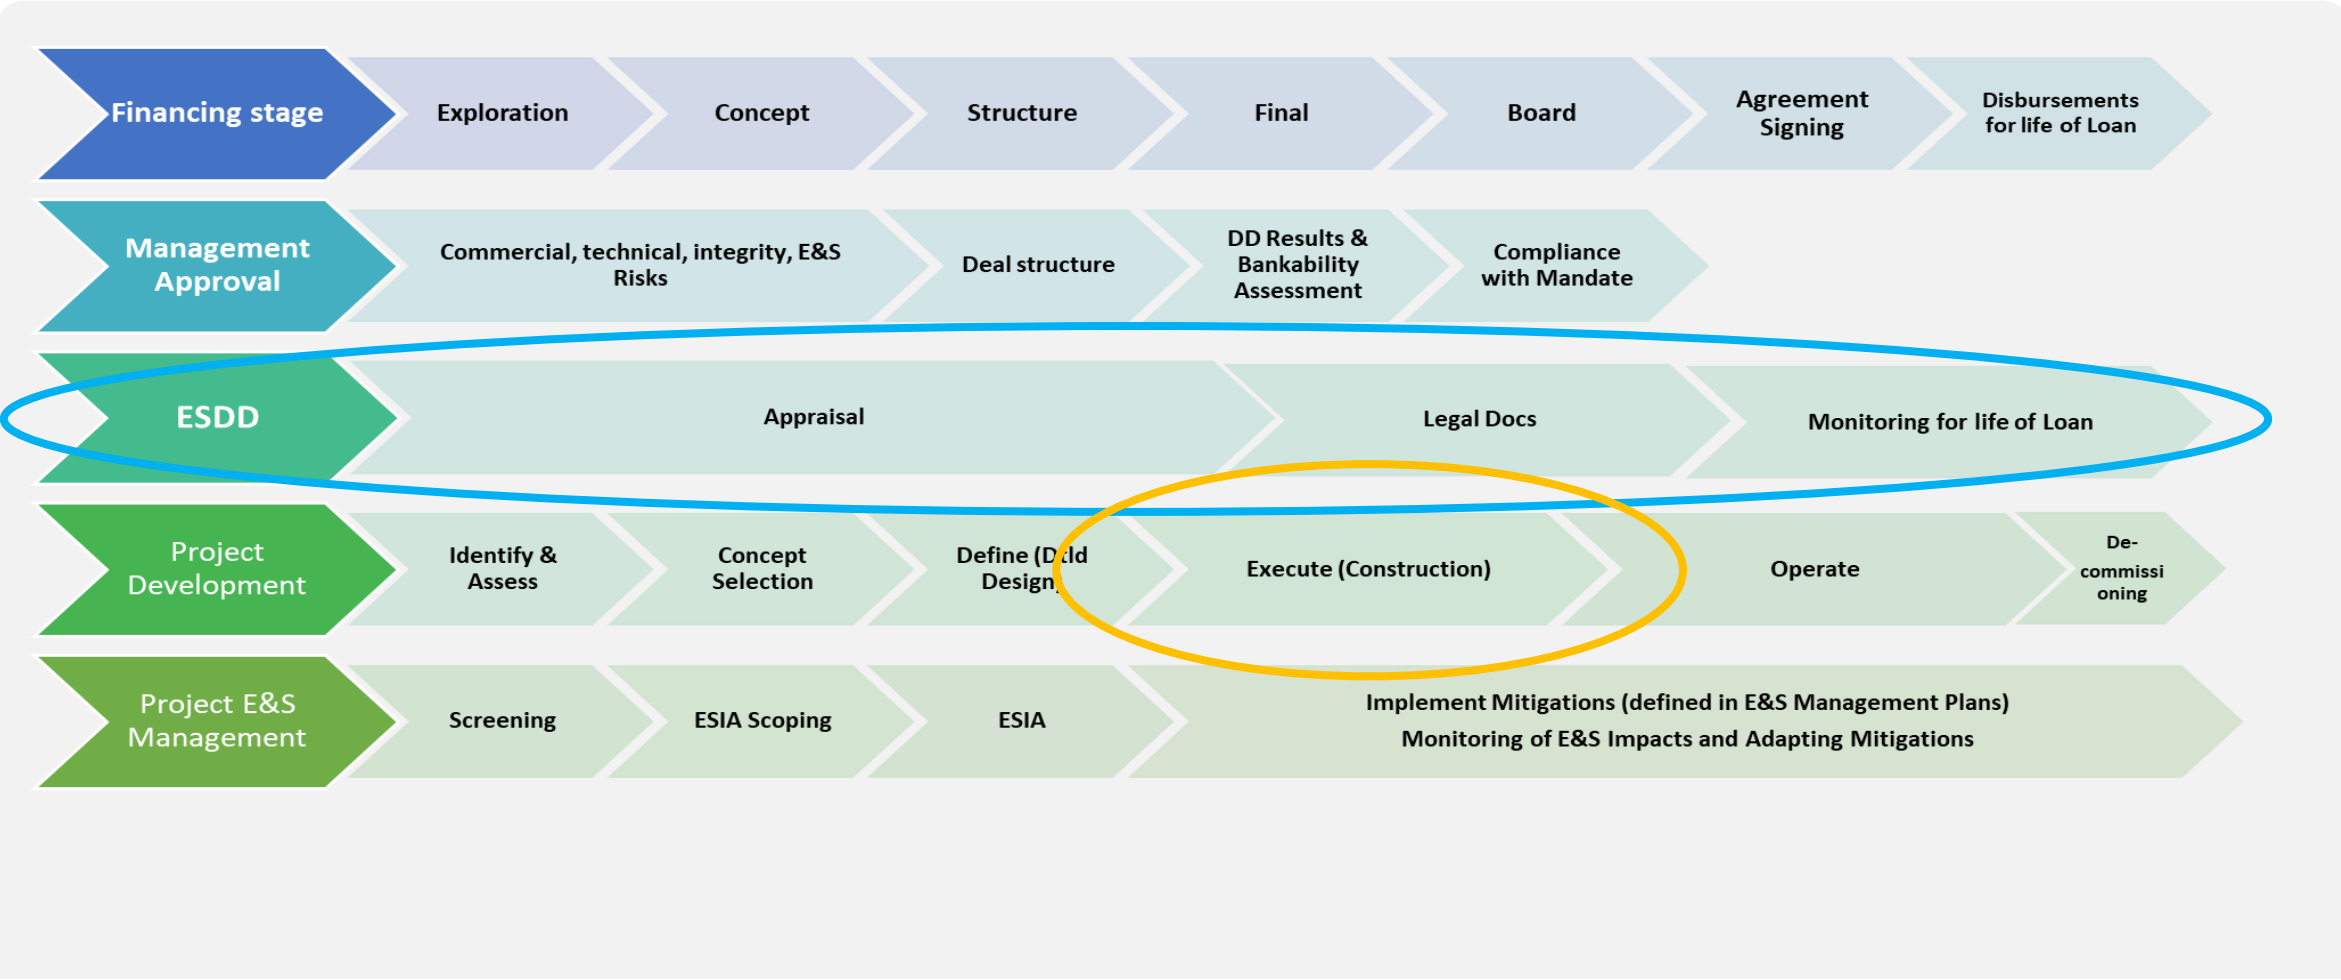 Financing stage
Exploration
Concept
Structure
Final
Board
Agreement
Signing
Disbursements
for life of Loan
Management
Approval
Commercial, technical, integrity, E&S
Risks
Deal structure
DD Results &
Bankability
Assessment
Compliance
with Mandate
ESDD
Appraisal
Legal Docs
Monitoring for life of Loan
Project
Development
Identify &
Assess
Concept
Selection
Define (Dtld
Design)
Execute (Construction)
Operate
De-
commissi
oning
Project E&S
Management
Screening
ESIA Scoping
ESIA
Implement Mitigations (defined in E&S Management Plans)
Monitoring of E&S Impacts and Adapting Mitigations